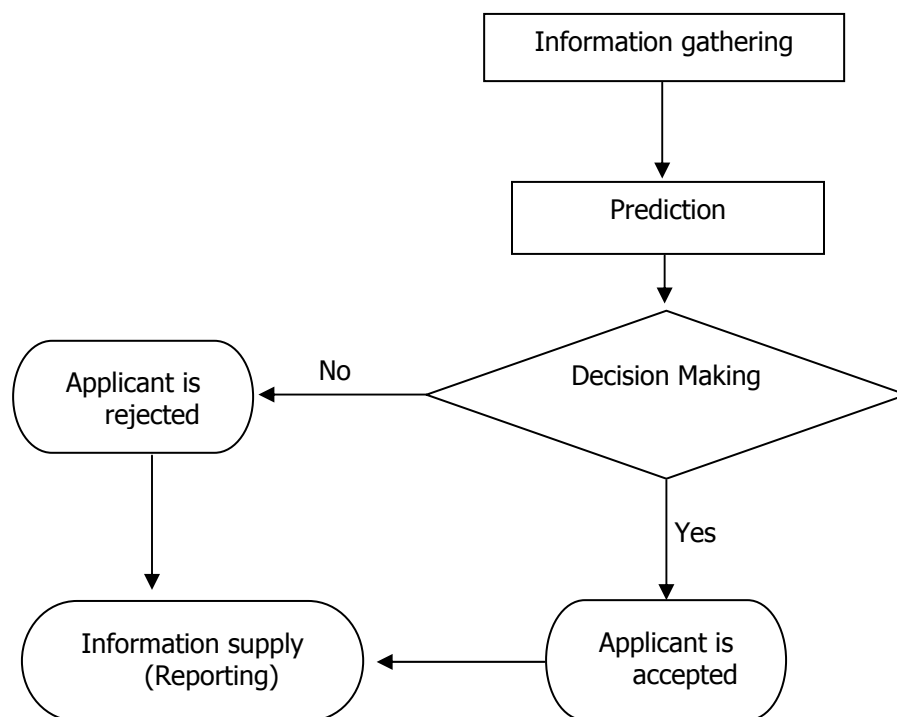 Information gathering
Prediction
Decision Making
No
Applicant is
rejected
Yes
Information supply
(Reporting)
Applicant is
accepted